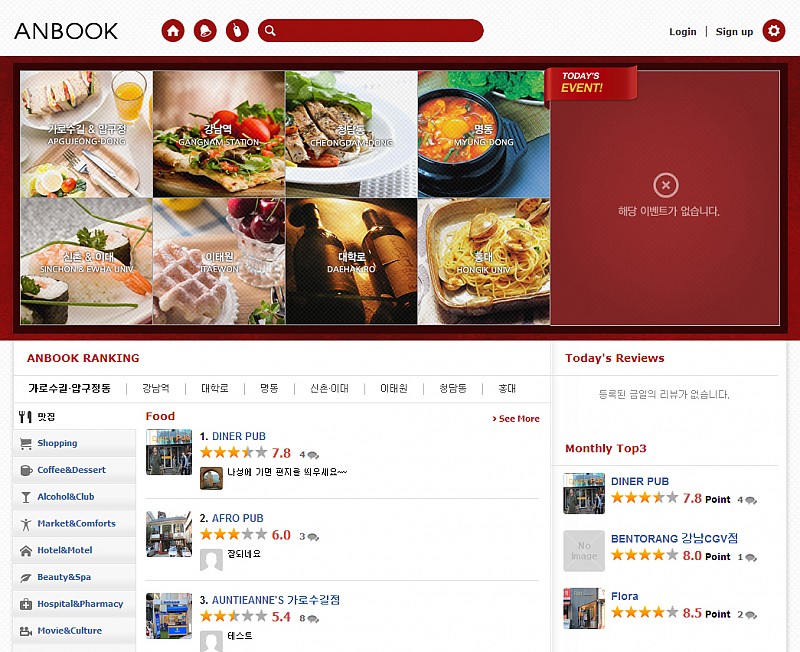 ANBOOK
Login | Sign up
가로수길 & 압구정
APGUJEONG-DONG
강남역
GANGNAM STATION
청담동
CHEONGDAM-DONG
명동
MYUNG-DONG
TODAY'S
EVENT!
해당 이벤트가 없습니다.
신촌 & 이대
SINCHON & EWHA UNIV
이태원
ITAEWON
대학로
DAEHAK-RO
홍대
HONGIK UNIV
ANBOOK RANKING
가로수길·압구정동 | 강남역 | 대학로 | 명동 | 신촌·이대 | 이태원 | 청담동 | 홍대
맛집
Shopping
Coffee&Dessert
Alcohol&Club
Market&Comforts
Hotel&Motel
Beauty&Spa
Hospital&Pharmacy
Movie&Culture
Food
> See More
1. DINER PUB
7.8 4
나성에 가면 편지를 띄우세요~~
2. AFRO PUB
6.0 3
잘되네요
3. AUNTIEANNE'S 가로수길점
5.4 8
테스트
Today's Reviews
등록된 금일의 리뷰가 없습니다.
Monthly Top3
DINER PUB
7.8 Point 4
No
Image
BENTORANG 강남CGV점
8.0 Point 1
Flora
8.5 Point 2